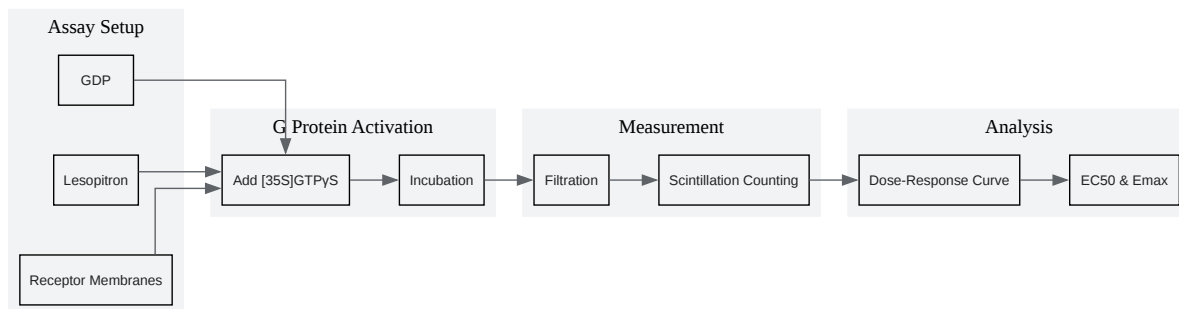 Assay Setup
GDP
Lesopitron
Receptor Membranes
G Protein Activation
Add [35S]GTPγS
Incubation
Measurement
Filtration
Scintillation Counting
Analysis
Dose-Response Curve
EC50 & Emax